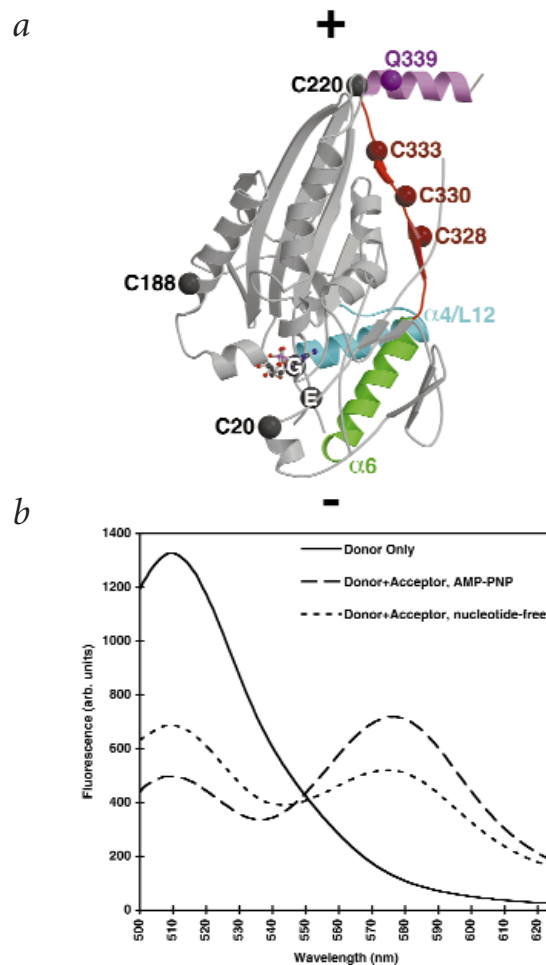 a
+
Q339
C220
C333
C330
C328
C188
α4/L12
G
E
C20
α6
-
b
1400
1200
1000
800
600
400
200
0
Fluorescence (arb. units)
Donor Only
Donor+Acceptor, AMP-PNP
Donor+Acceptor, nucleotide-free
500 510 520 530 540 550 560 570 580 590 600 610 620
Wavelength (nm)